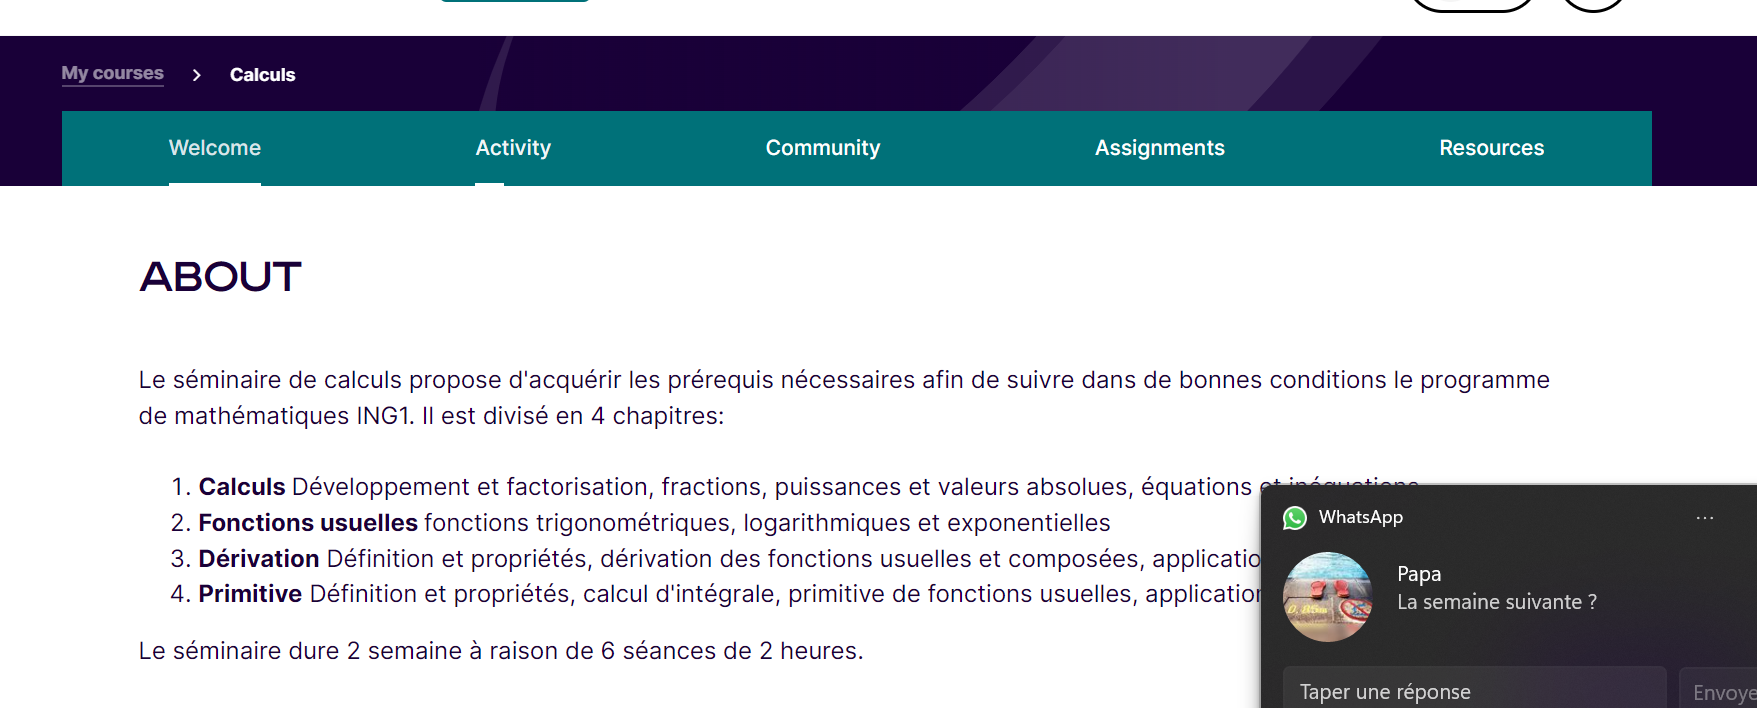 My courses > Calculs
Welcome Activity Community Assignments Resources
ABOUT
Le séminaire de calculs propose d'acquérir les prérequis nécessaires afin de suivre dans de bonnes conditions le programme
de mathématiques ING1. Il est divisé en 4 chapitres:
1. Calculs Développement et factorisation, fractions, puissances et valeurs absolues, équations et inéquations
2. Fonctions usuelles fonctions trigonométriques, logarithmiques et exponentielles
3. Dérivation Définition et propriétés, dérivation des fonctions usuelles et composées, applicatio
4. Primitive Définition et propriétés, calcul d'intégrale, primitive de fonctions usuelles, application
Le séminaire dure 2 semaine à raison de 6 séances de 2 heures.
WhatsApp ...
Papa
La semaine suivante ?
Taper une réponse
Envoye